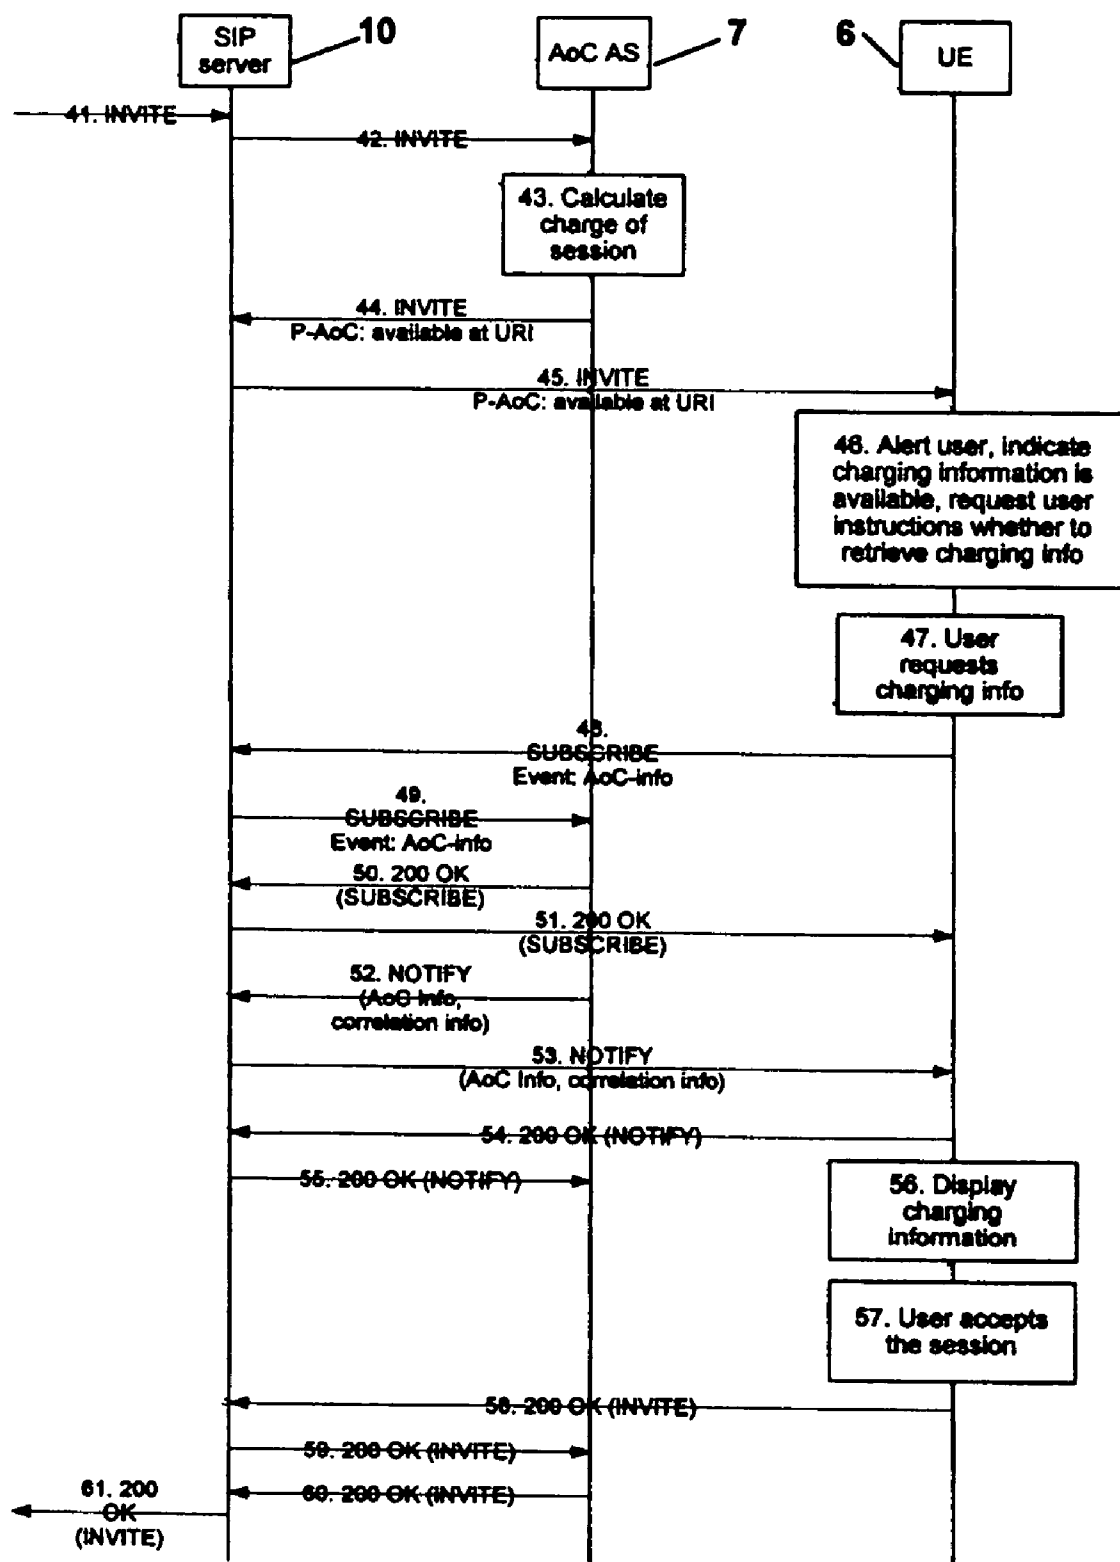 SIP
server
10
AoC AS
7
6
UE
41. INVITE
42. INVITE
43. Calculate
charge of
session
44. INVITE
P-AoC: available at URI
45. INVITE
P-AoC: available at URI
46. Alert user, indicate
charging information is
available, request user
instructions whether to
retrieve charging info
47. User
requests
charging info
48.
SUBSCRIBE
Event: AoC-info
49.
SUBSCRIBE
Event: AoC-info
50. 200 OK
(SUBSCRIBE)
51. 200 OK
(SUBSCRIBE)
52. NOTIFY
(AoC Info,
correlation info)
53. NOTIFY
(AoC Info, correlation info)
54. 200 OK (NOTIFY)
55. 200 OK (NOTIFY)
56. Display
charging
information
57. User accepts
the session
58. 200 OK (INVITE)
59. 200 OK (INVITE)
60. 200 OK (INVITE)
61. 200
OK
(INVITE)